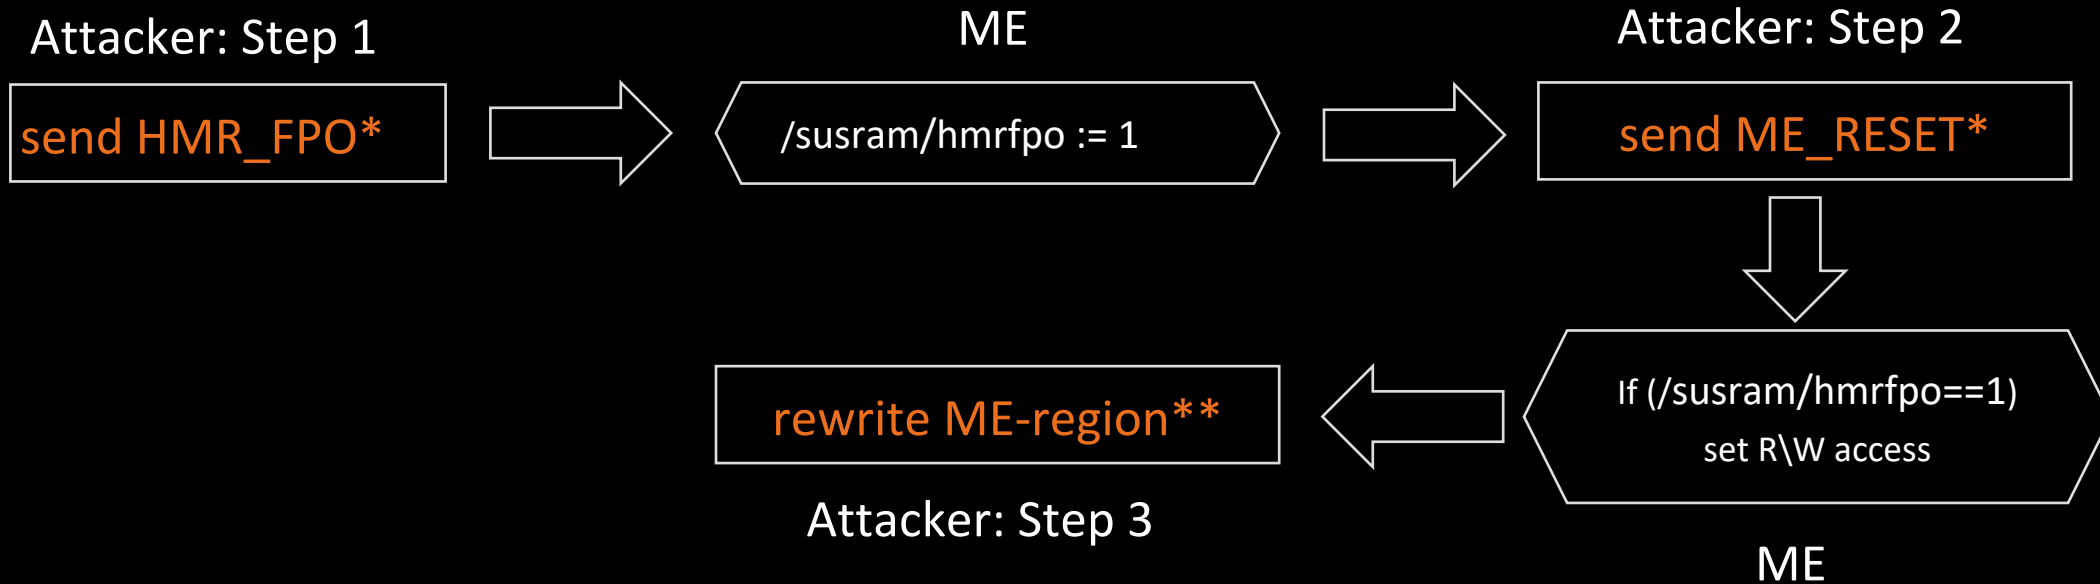 Attacker: Step 1
send HMR_FPO*
ME
/susram/hmrfpo := 1
Attacker: Step 2
send ME_RESET*
If (/susram/hmrfpo==1)
set R\W access
ME
rewrite ME-region**
Attacker: Step 3